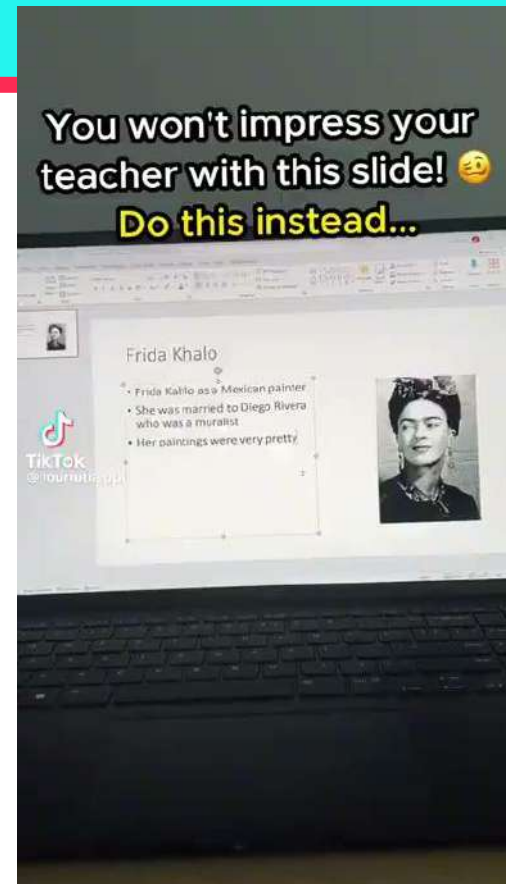 You won't impress your
teacher with this slide! 🥴
Do this instead...
Frida Khalo
• Frida Kahlo as a Mexican painter
• She was married to Diego Rivera
who was a muralist
• Her paintings were very pretty
TikTok